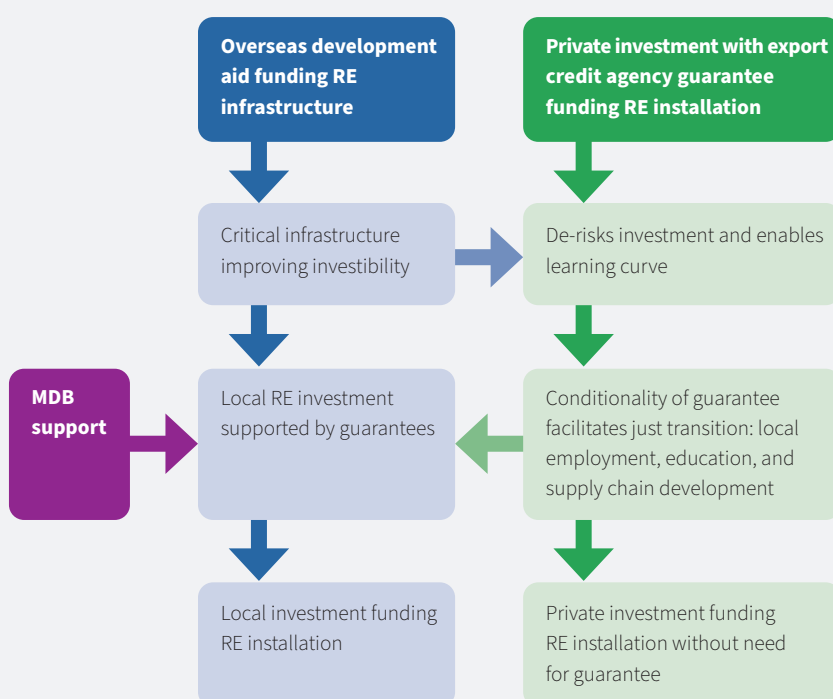 Overseas development
aid funding RE
infrastructure
Private investment with export
credit agency guarantee
funding RE installation
Critical infrastructure
improving investibility
De-risks investment and enables
learning curve
MDB
support
Local RE investment
supported by guarantees
Conditionality of guarantee
facilitates just transition: local
employment, education, and
supply chain development
Local investment funding
RE installation
Private investment funding
RE installation without need
for guarantee